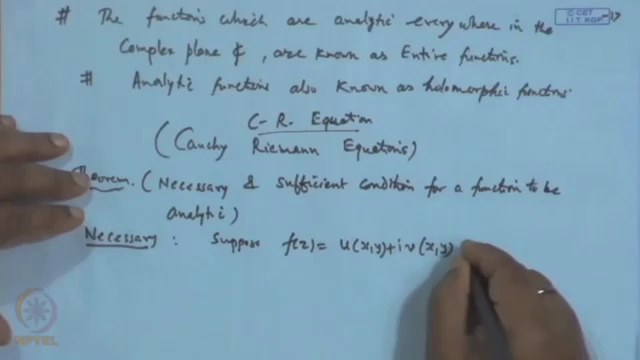 # The functions which are analytic everywhere in the
Complex plane ₵, are known as Entire functions.
# Analytic functions also known as holomorphic functions.
C-R. Equation
(Cauchy Riemann Equations)
Theorem. (Necessary & sufficient condition for a function to be
analytic)
Necessary : Suppose f(z) = u(x,y)+iv(x,y)
C CET
I.I.T. KGP
NPTEL